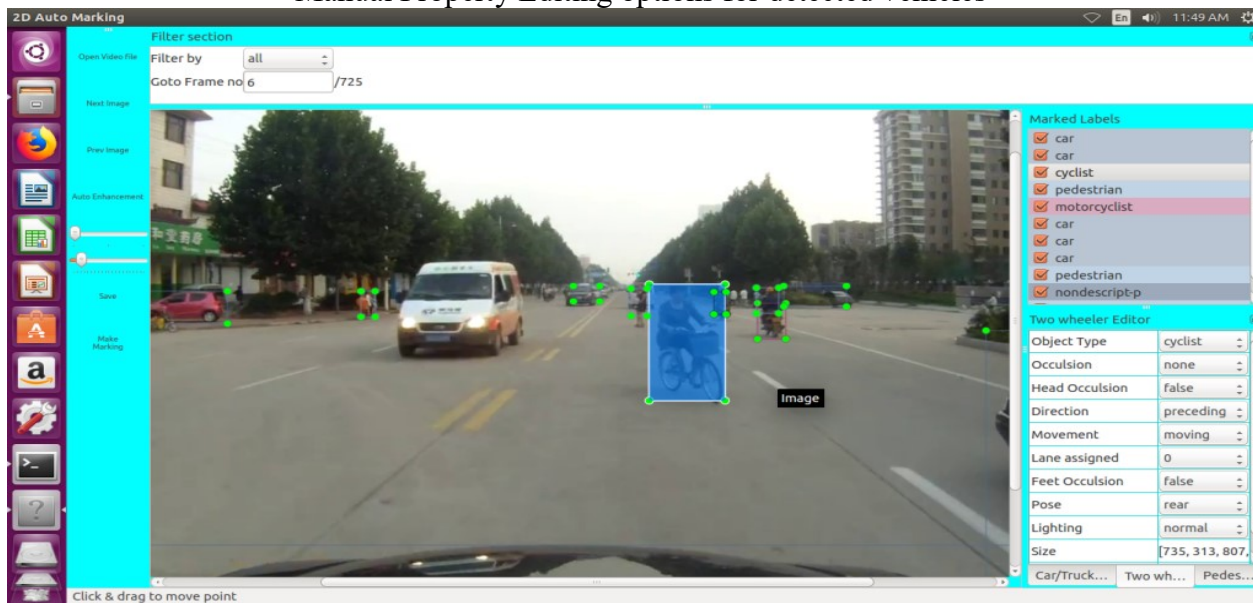 Manual Property Editing options for detected vehicles
2D Auto Marking
En
11:49 AM
Filter section
Open Video File
Filter by all
Goto Frame no 6 /725
Next Image
Prev Image
Auto Enhancement
Save
Make
Marking
Image
Marked Labels
car
car
cyclist
pedestrian
motorcyclist
car
car
car
pedestrian
nondescript-p
Two wheeler Editor
Object Type cyclist
Occulsion none
Head Occulsion false
Direction preceding
Movement moving
Lane assigned 0
Feet Occulsion false
Pose rear
Lighting normal
Size [735, 313, 807,
Car/Truck... Two wh... Pedes...
Click & drag to move point